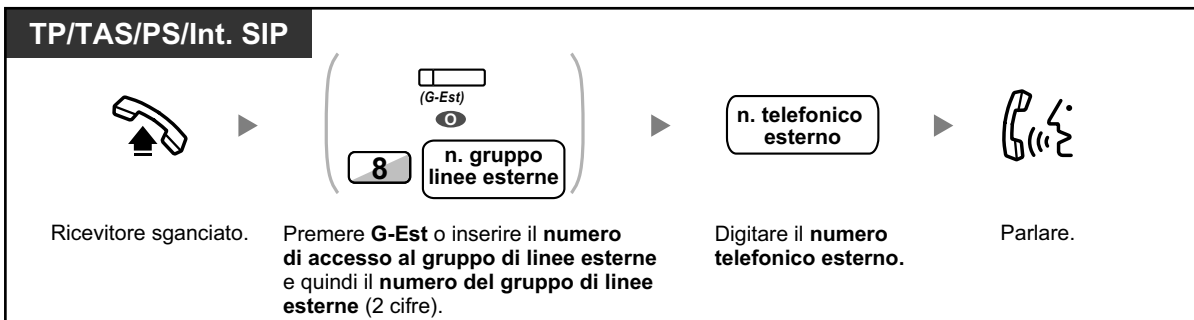 TP/TAS/PS/Int. SIP
(G-Est)
O
8
n. gruppo
linee esterne
n. telefonico
esterno
Ricevitore sganciato.
Premere G-Est o inserire il numero
di accesso al gruppo di linee esterne
e quindi il numero del gruppo di linee
esterne (2 cifre).
Digitare il numero
telefonico esterno.
Parlare.